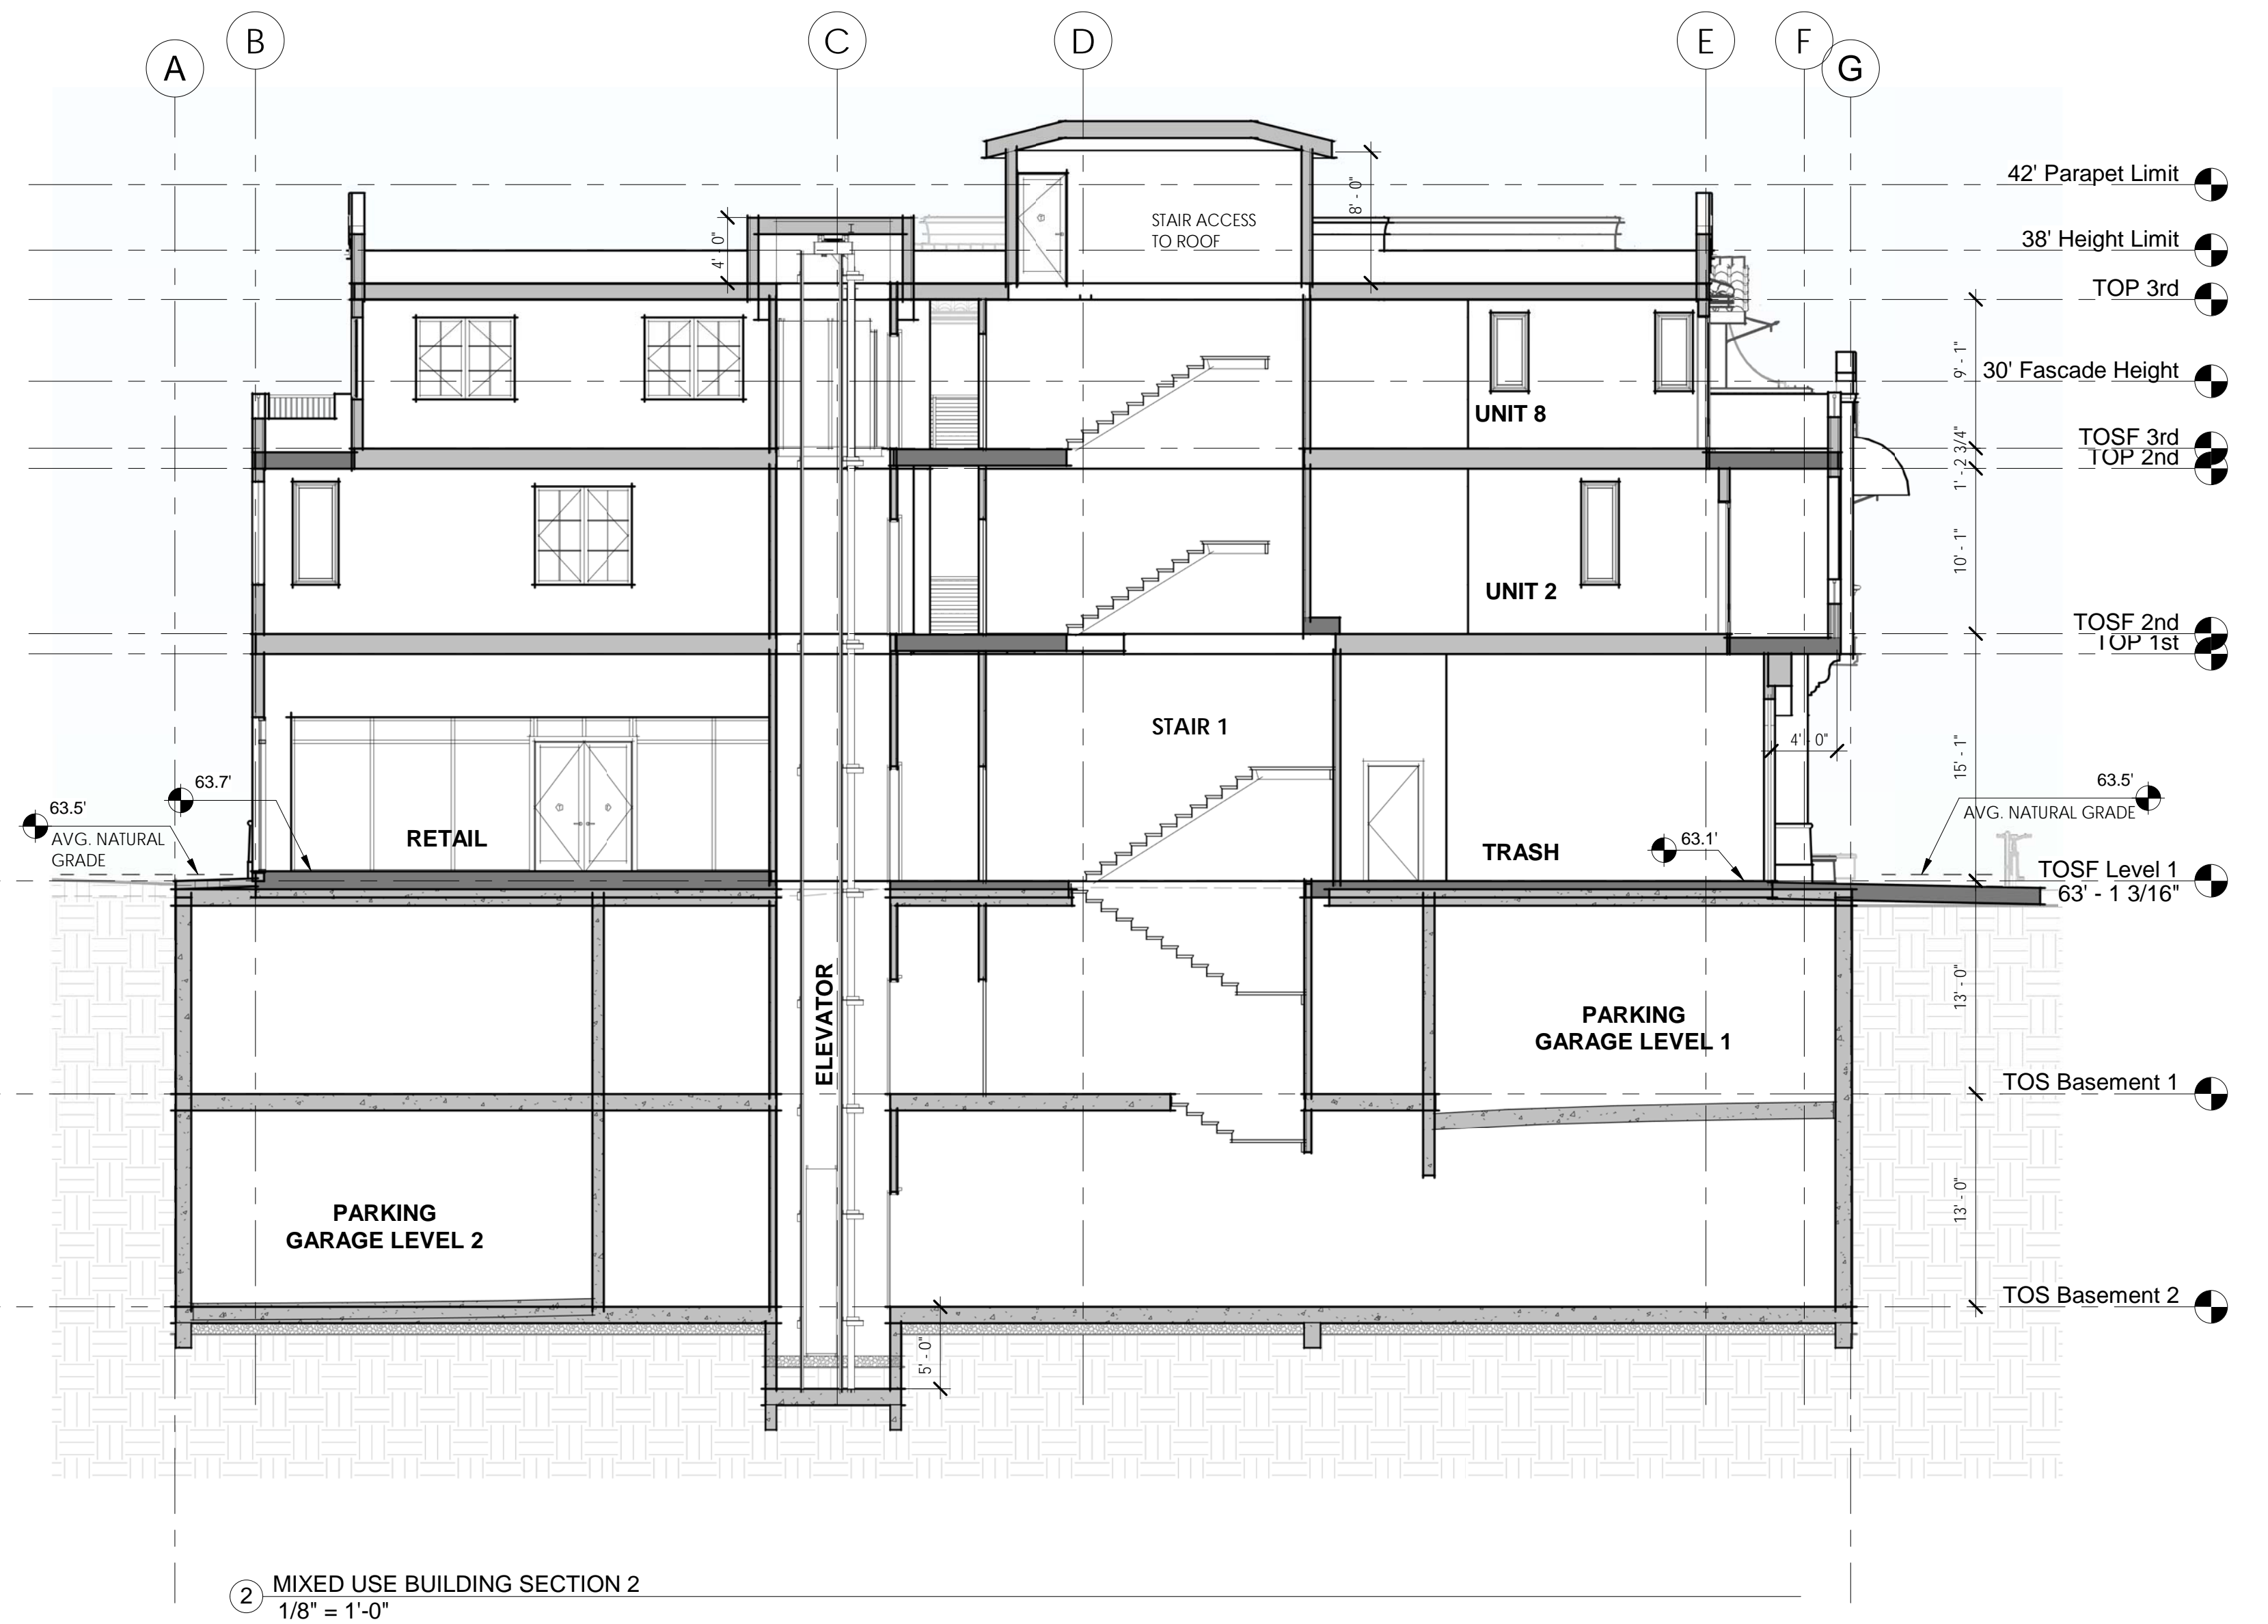 A
B
C
D
E
F
G
42' Parapet Limit
38' Height Limit
TOP 3rd
30' Fascade Height
TOSF 3rd
TOP 2nd
TOSF 2nd
TOP 1st
TOSF Level 1
63' - 1 3/16"
TOS Basement 1
TOS Basement 2
8' - 0"
4' - 0"
STAIR ACCESS
TO ROOF
9' - 1"
1' - 2 3/4"
10' - 1"
15' - 1"
13' - 0"
13' - 0"
UNIT 8
UNIT 2
STAIR 1
4' - 0"
63.7'
63.5'
AVG. NATURAL
GRADE
RETAIL
TRASH
63.1'
63.5'
AVG. NATURAL GRADE
ELEVATOR
PARKING
GARAGE LEVEL 1
PARKING
GARAGE LEVEL 2
5' - 0"
2
MIXED USE BUILDING SECTION 2
1/8" = 1'-0"